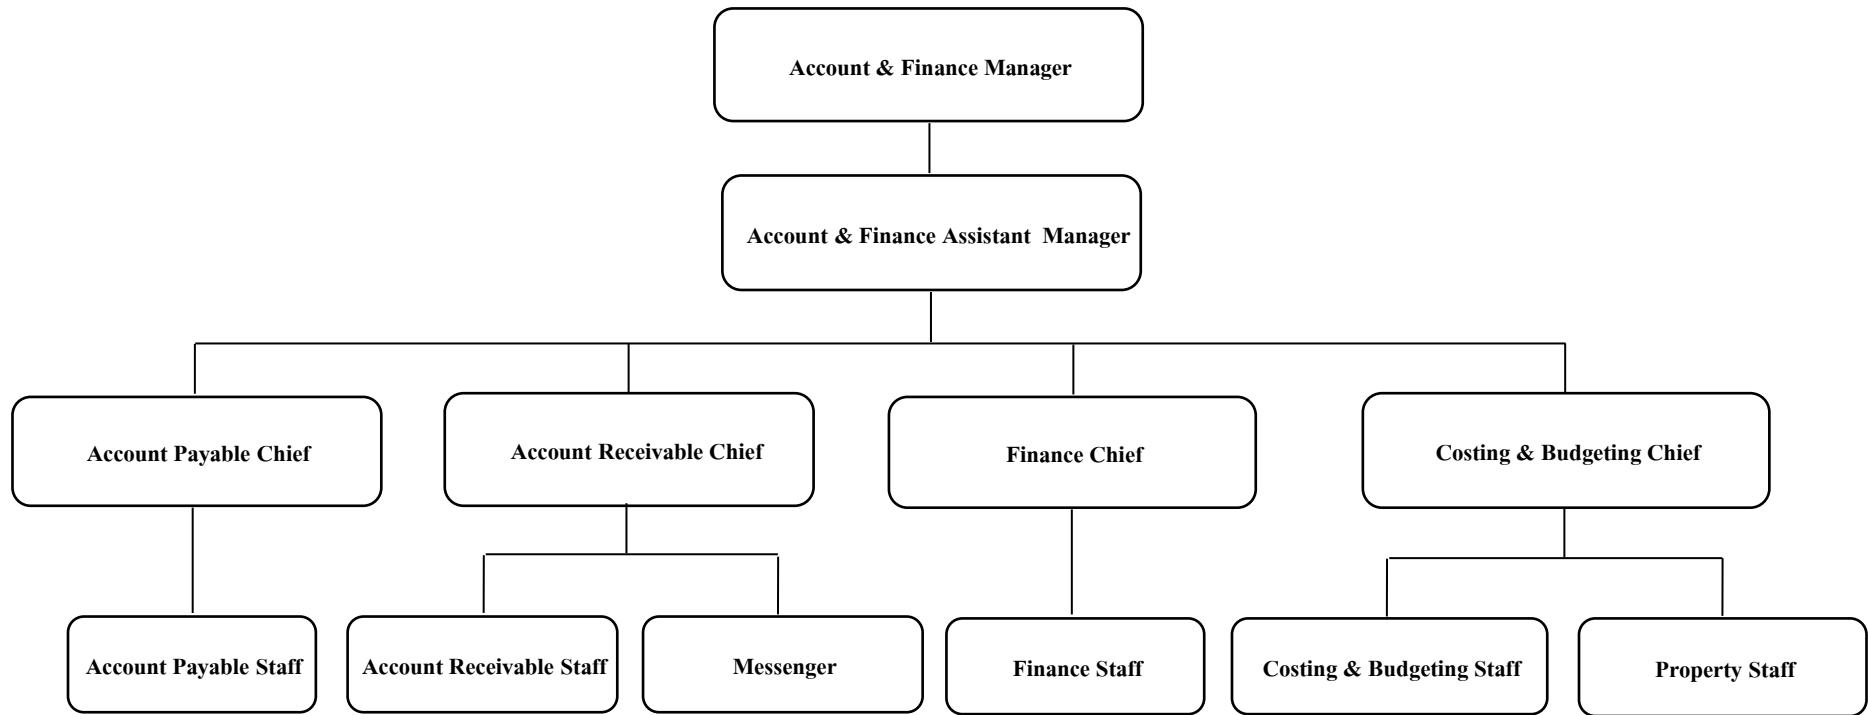 Account & Finance Manager
Account & Finance Assistant  Manager
Account Payable Chief
Account Receivable Chief
Finance Chief
Costing & Budgeting Chief
Account Payable Staff
Account Receivable Staff
Messenger
Finance Staff
Costing & Budgeting Staff
Property Staff